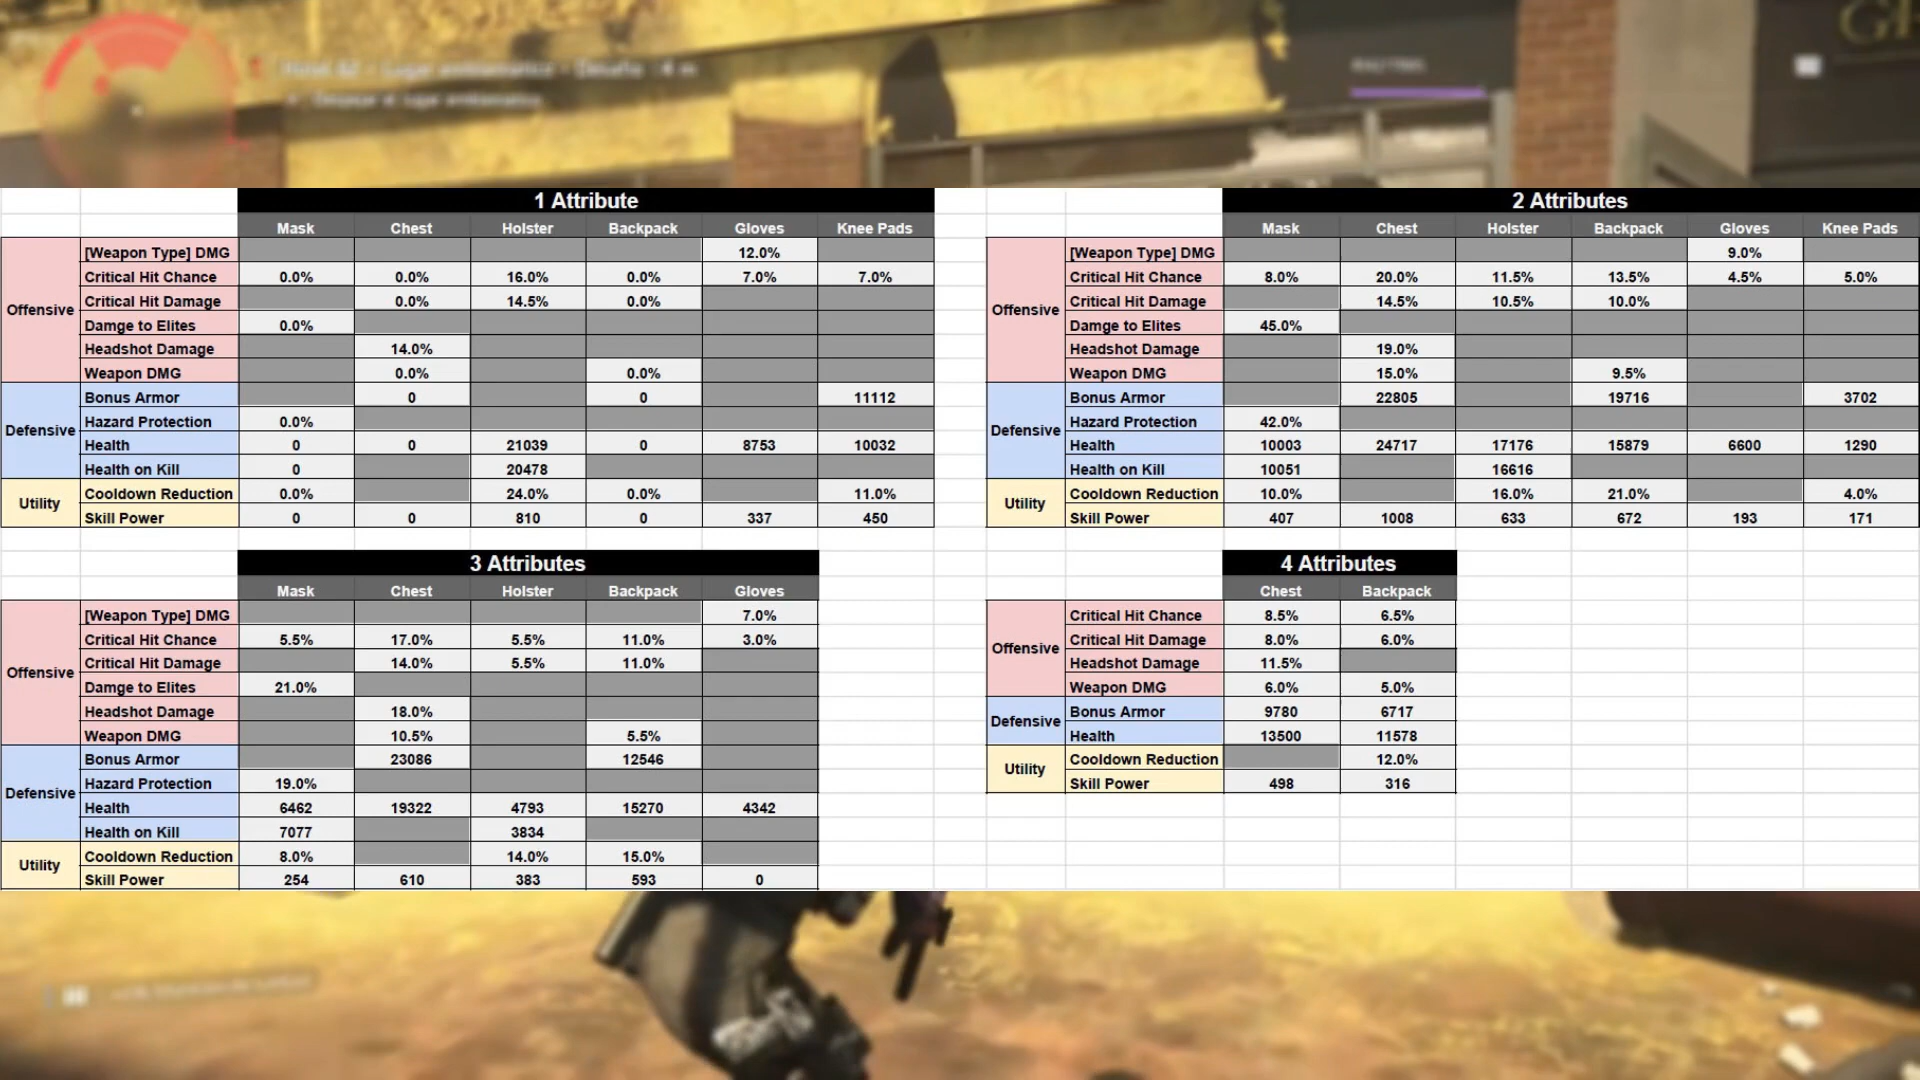 GE
1 Attribute
Mask Chest Holster Backpack Gloves Knee Pads
Offensive
[Weapon Type] DMG 12.0%
Critical Hit Chance 0.0% 0.0% 16.0% 0.0% 7.0% 7.0%
Critical Hit Damage 0.0% 14.5% 0.0%
Damge to Elites 0.0%
Headshot Damage 14.0%
Weapon DMG 0.0% 0.0%
Defensive
Bonus Armor 0 0 11112
Hazard Protection 0.0%
Health 0 0 21039 0 8753 10032
Health on Kill 0 20478
Utility
Cooldown Reduction 0.0% 24.0% 0.0% 11.0%
Skill Power 0 0 810 0 337 450
2 Attributes
Mask Chest Holster Backpack Gloves Knee Pads
Offensive
[Weapon Type] DMG 9.0%
Critical Hit Chance 8.0% 20.0% 11.5% 13.5% 4.5% 5.0%
Critical Hit Damage 14.5% 10.5% 10.0%
Damge to Elites 45.0%
Headshot Damage 19.0%
Weapon DMG 15.0% 9.5%
Defensive
Bonus Armor 22805 19716 3702
Hazard Protection 42.0%
Health 10003 24717 17176 15879 6600 1290
Health on Kill 10051 16616
Utility
Cooldown Reduction 10.0% 16.0% 21.0% 4.0%
Skill Power 407 1008 633 672 193 171
3 Attributes
Mask Chest Holster Backpack Gloves
Offensive
[Weapon Type] DMG 7.0%
Critical Hit Chance 5.5% 17.0% 5.5% 11.0% 3.0%
Critical Hit Damage 14.0% 5.5% 11.0%
Damge to Elites 21.0%
Headshot Damage 18.0%
Weapon DMG 10.5% 5.5%
Defensive
Bonus Armor 23086 12546
Hazard Protection 19.0%
Health 6462 19322 4793 15270 4342
Health on Kill 7077 3834
Utility
Cooldown Reduction 8.0% 14.0% 15.0%
Skill Power 254 610 383 593 0
4 Attributes
Chest Backpack
Offensive
Critical Hit Chance 8.5% 6.5%
Critical Hit Damage 8.0% 6.0%
Headshot Damage 11.5%
Weapon DMG 6.0% 5.0%
Defensive
Bonus Armor 9780 6717
Health 13500 11578
Utility
Cooldown Reduction 12.0%
Skill Power 498 316